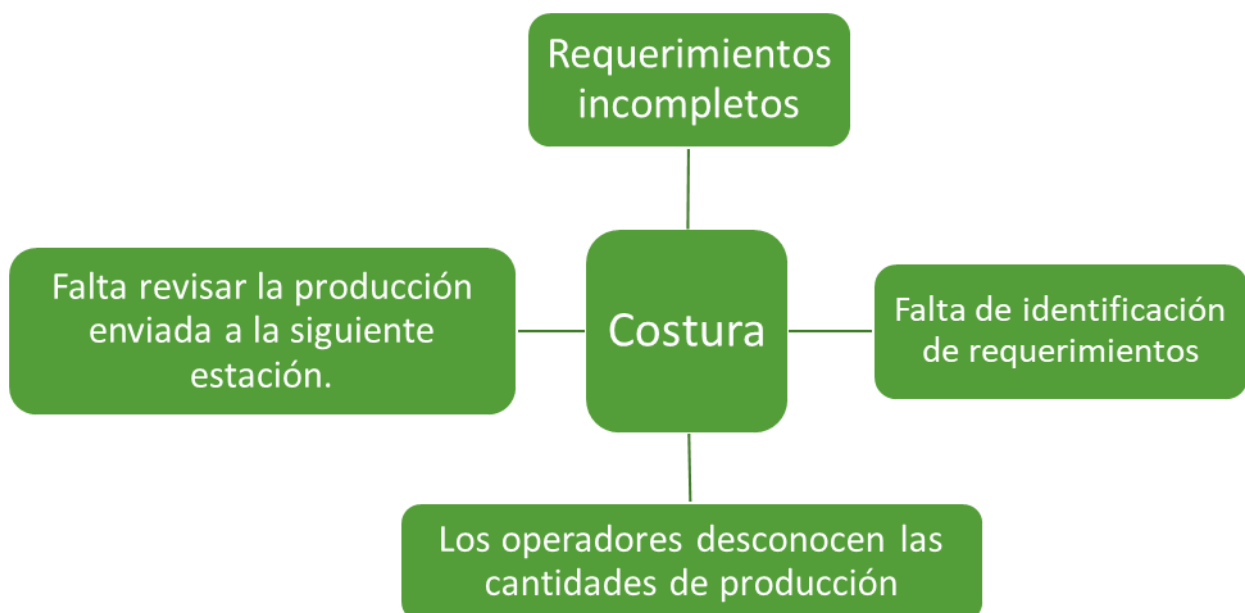 Requerimientos
incompletos
Falta revisar la producción
enviada a la siguiente
estación.
Costura
Falta de identificación
de requerimientos
Los operadores desconocen las
cantidades de producción